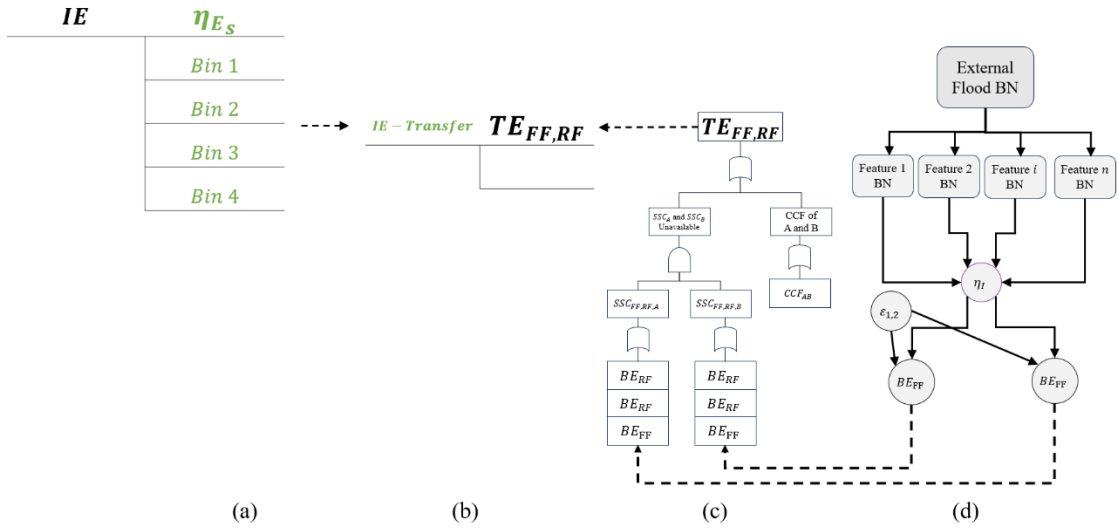 IE
η_{E_s}
Bin 1
Bin 2
Bin 3
Bin 4
(a)
IE − Transfer
TE_{FF,RF}
(b)
TE_{FF,RF}
SSC_A and SSC_B
Unavailable
CCF of
A and B
SSC_{FF,RF,A}
SSC_{FF,RF,B}
CCF_{AB}
BE_{RF}
BE_{RF}
BE_{FF}
BE_{RF}
BE_{RF}
BE_{FF}
(c)
External
Flood BN
Feature 1
BN
Feature 2
BN
Feature i
BN
Feature n
BN
η_I
ε_{1,2}
BE_{FF}
BE_{FF}
(d)